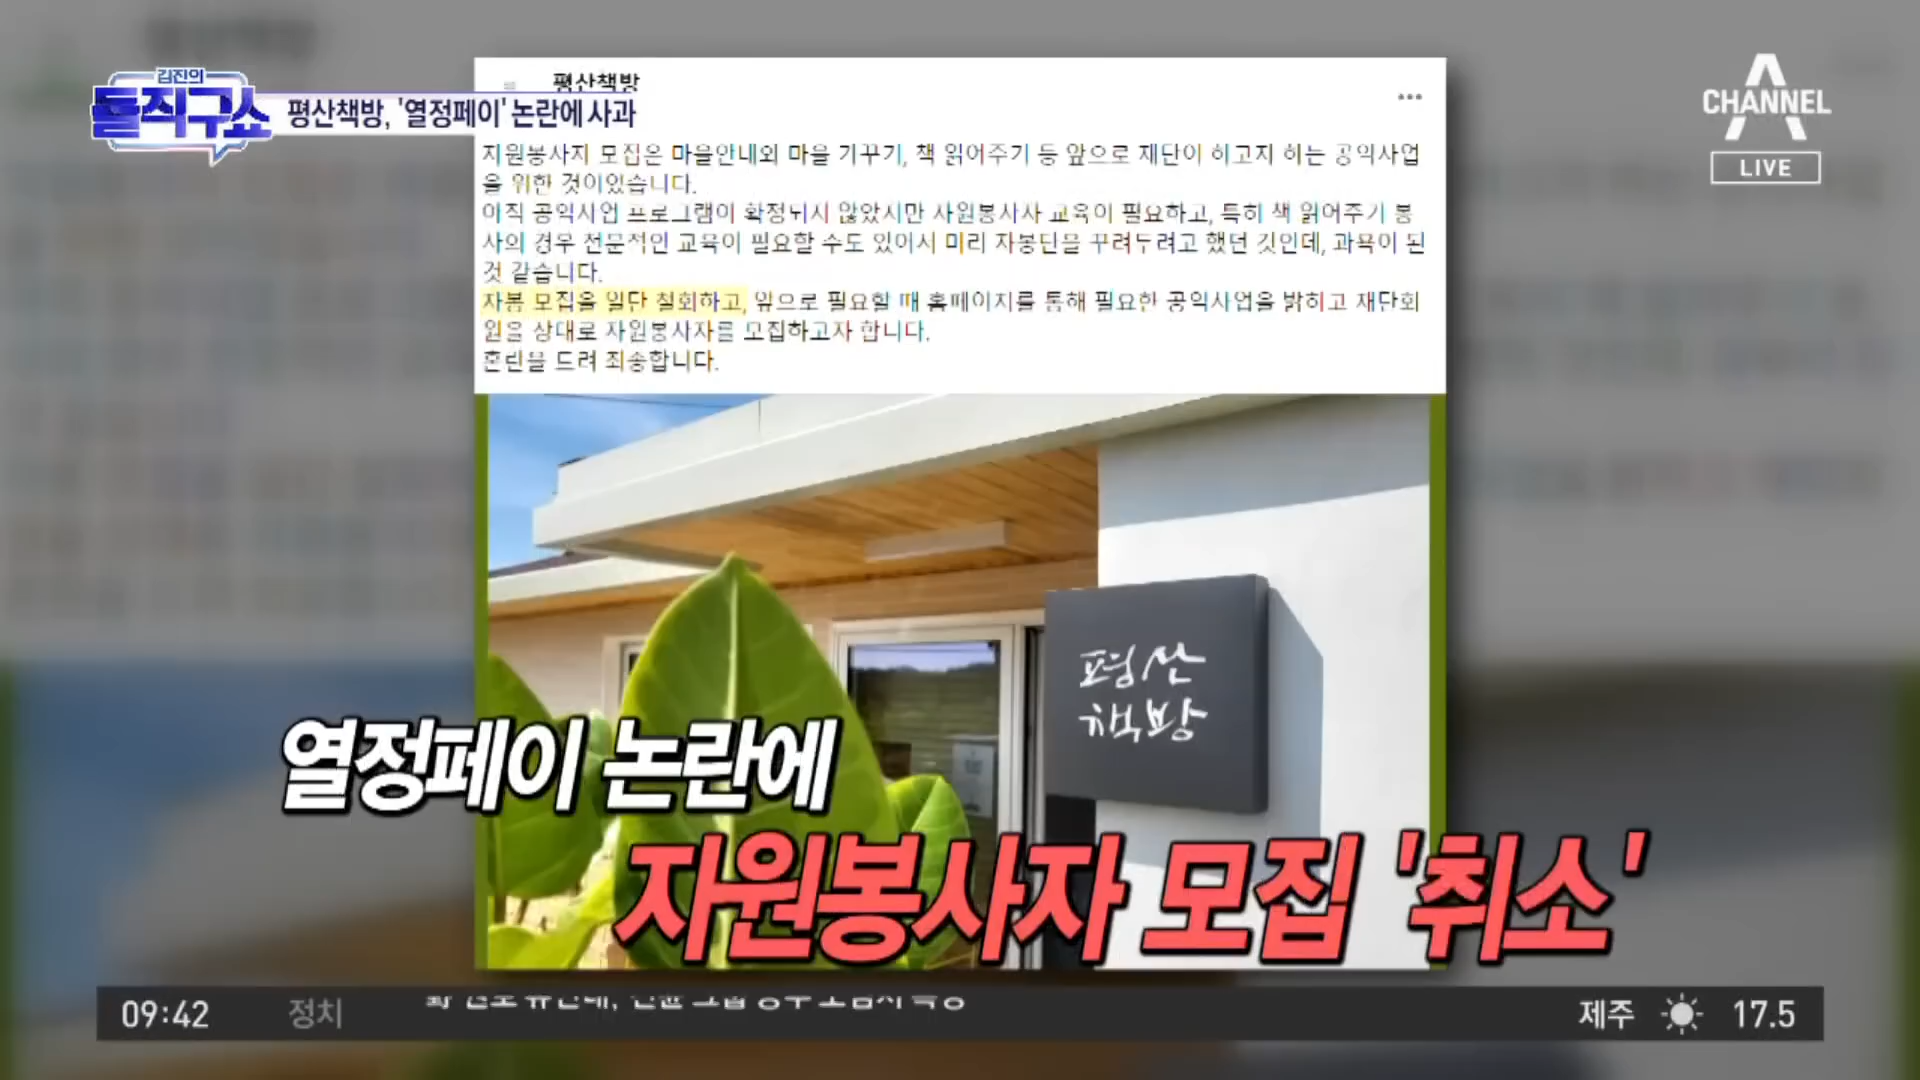 김진의
돌직구쇼
평산책방, '열정페이' 논란에 사과
CHANNEL A
LIVE
평산책방
자원봉사자 모집은 마을안내와 마을 가꾸기, 책 읽어주기 등 앞으로 재단이 하고자 하는 공익사업
을 위한 것이었습니다.
아직 공익사업 프로그램이 확정되지 않았지만 자원봉사자 교육이 필요하고, 특히 책 읽어주기 봉
사의 경우 전문적인 교육이 필요할 수도 있어서 미리 자봉단을 꾸려두려고 했던 것인데, 과욕이 된
것 같습니다.
자봉 모집을 일단 철회하고, 앞으로 필요할 때 홈페이지를 통해 필요한 공익사업을 밝히고 재단회
원을 상대로 자원봉사자를 모집하고자 합니다.
혼란을 드려 죄송합니다.
평산
책방
열정페이 논란에
자원봉사자 모집 '취소'
09:42 정치
제주 17.5